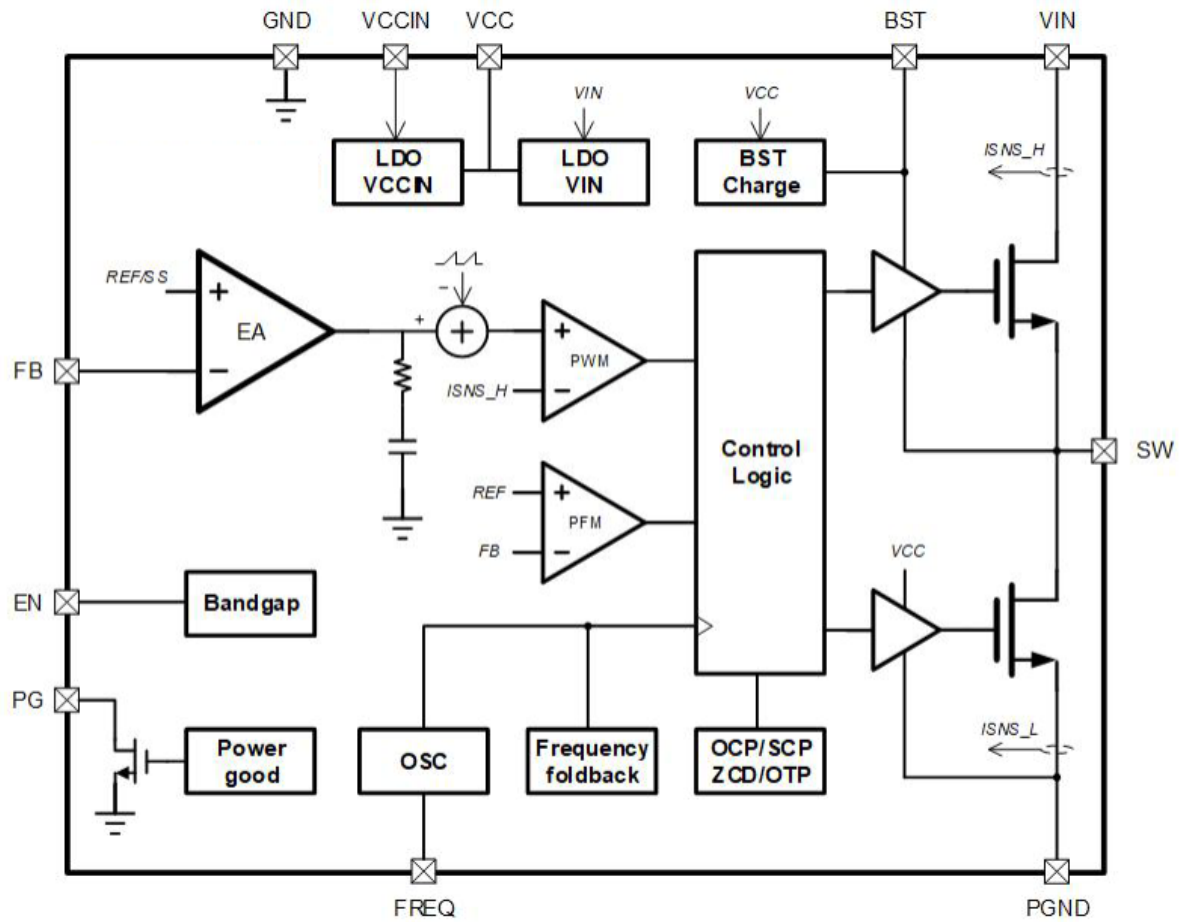 GND VCCIN VCC BST VIN
VIN VCC
LDO
VCCIN
LDO
VIN
BST
Charge
ISNS_H
REF/SS
+
EA
−
FB
−
+
+
+
PWM
ISNS_H
−
Control
Logic
SW
REF
+
PFM
FB
−
VCC
EN
Bandgap
PG
Power
good
OSC
Frequency
foldback
OCP/SCP
ZCD/OTP
ISNS_L
FREQ PGND